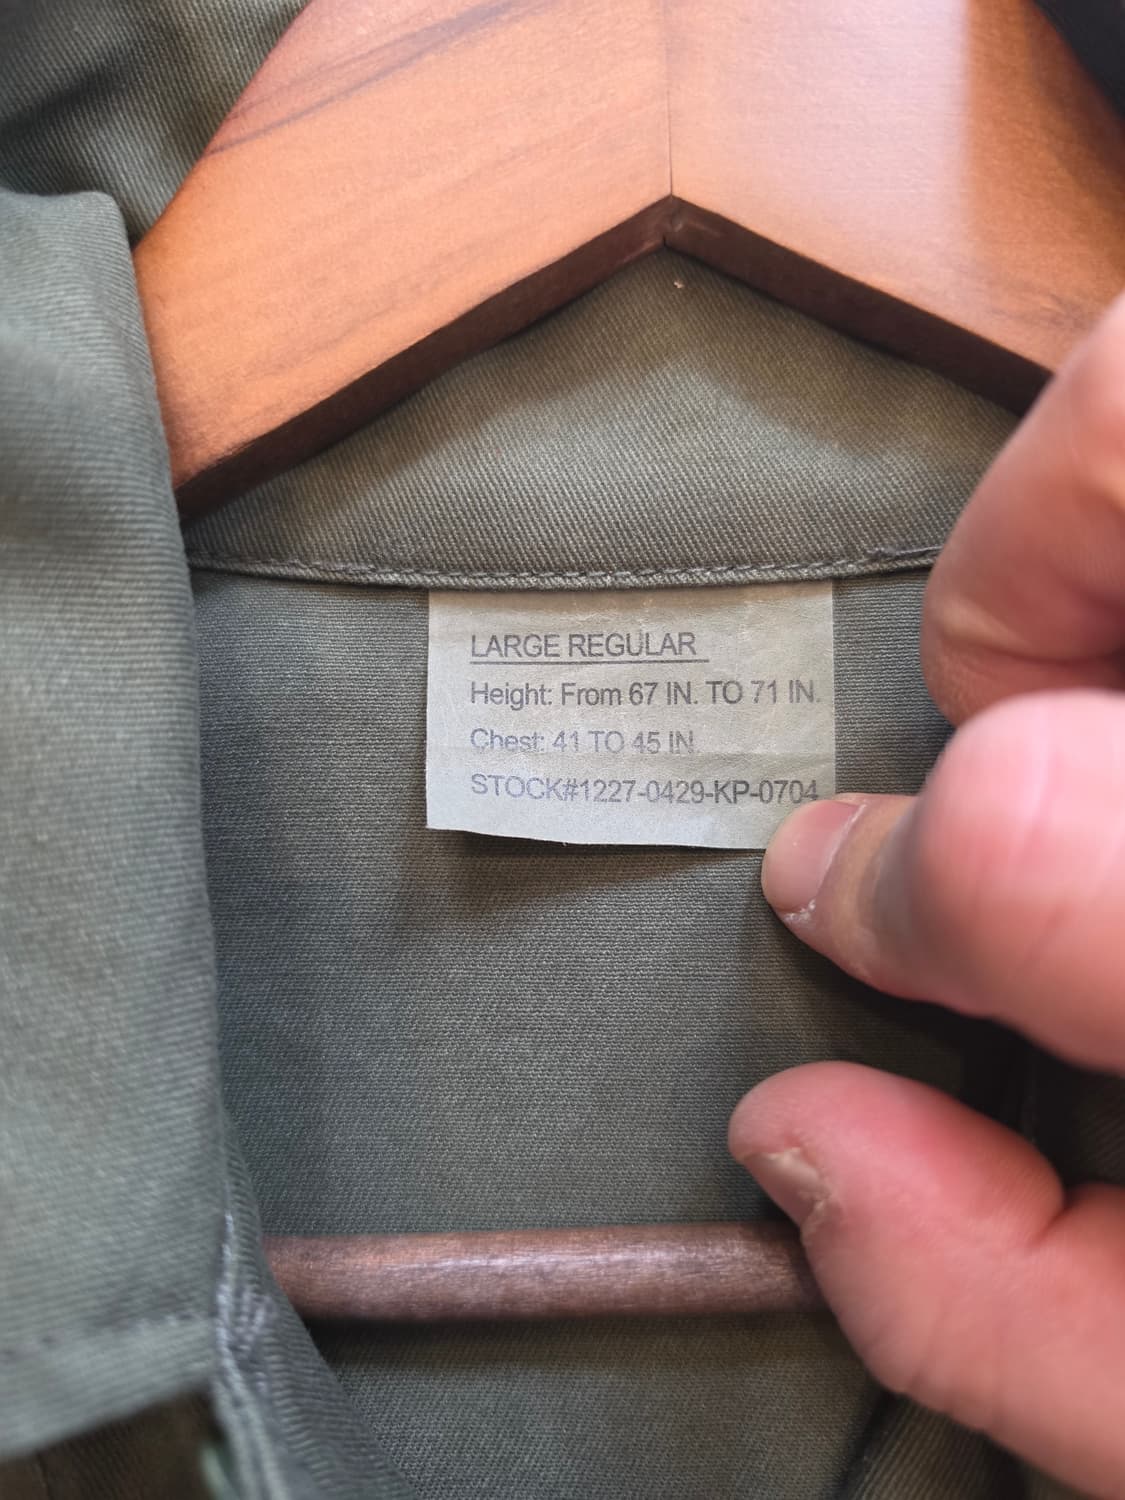 LARGE REGULAR
Height: From 67 IN. TO 71 IN.
Chest: 41 TO 45 IN.
STOCK#1227-0429-KP-0704